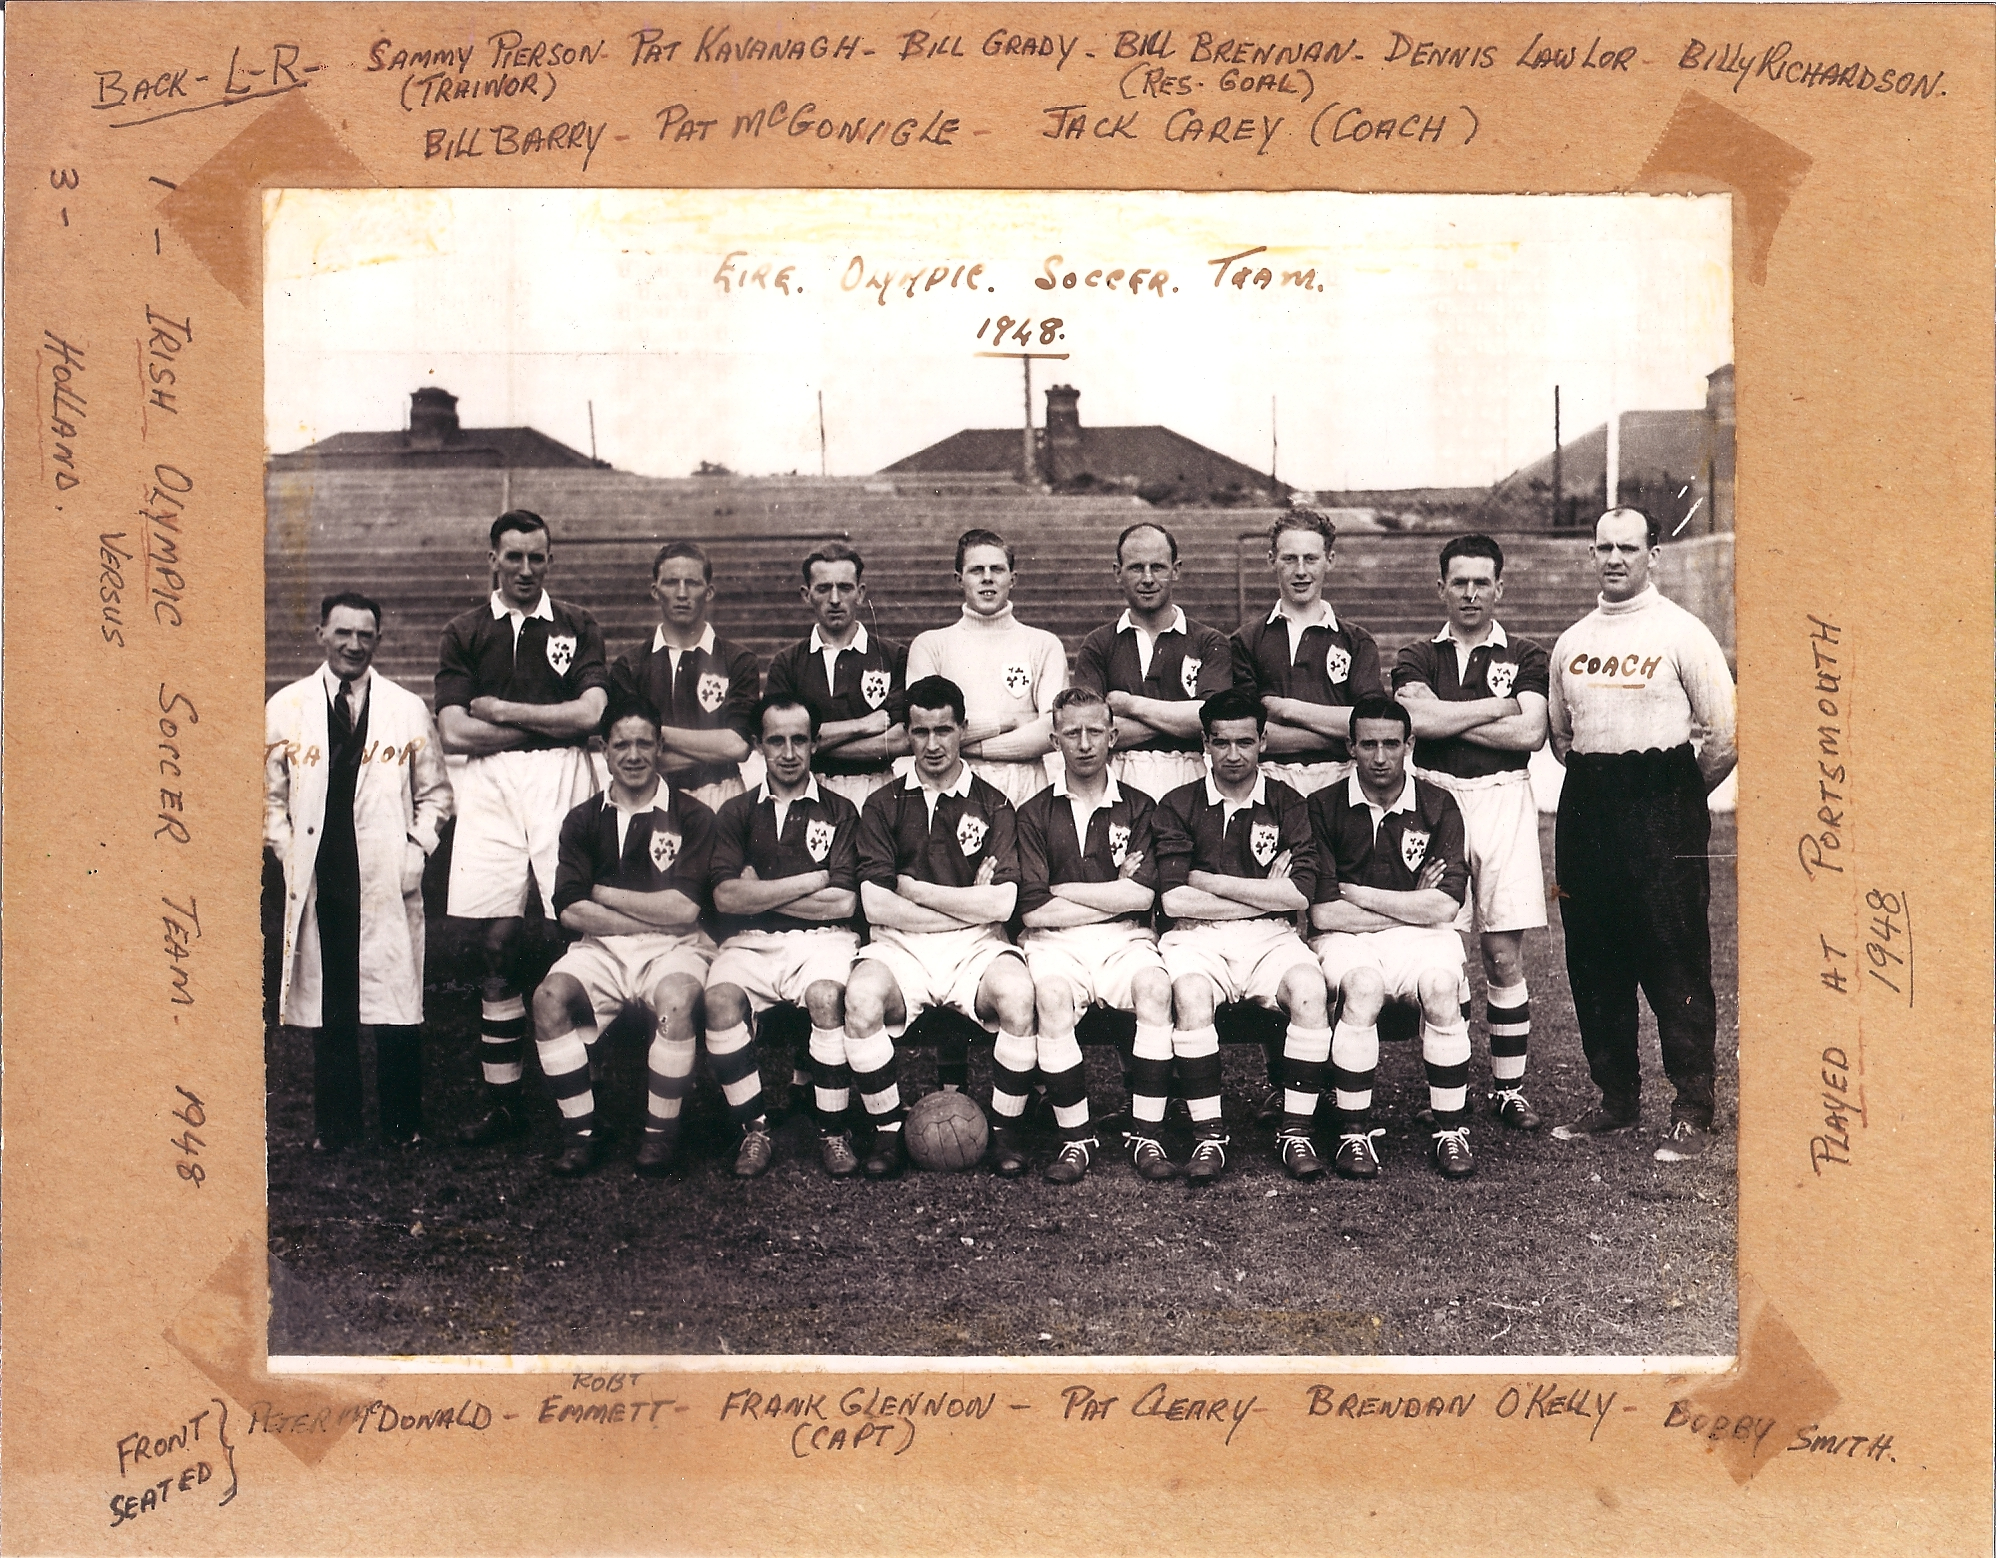 BACK - L-R - SAMMY PIERSON - PAT KAVANAGH - BILL GRADY - BILL BRENNAN - DENNIS LAWLOR - BILLY RICHARDSON.
(TRAINOR) (RES. GOAL)
BILL BARRY - PAT McGONIGLE - JACK CAREY (COACH)
1 - IRISH OLYMPIC SOCCER TEAM - 1948
VERSUS
3 - HOLLAND.
EIRE. OLYMPIC. SOCCER. TEAM.
1948.
COACH
TRAINOR
PLAYED AT PORTSMOUTH
1948
ROBT
PETER McDONALD - EMMETT - FRANK GLENNON - PAT CLEARY - BRENDAN O'KELLY - BOBBY SMITH.
(CAPT)
FRONT
SEATED